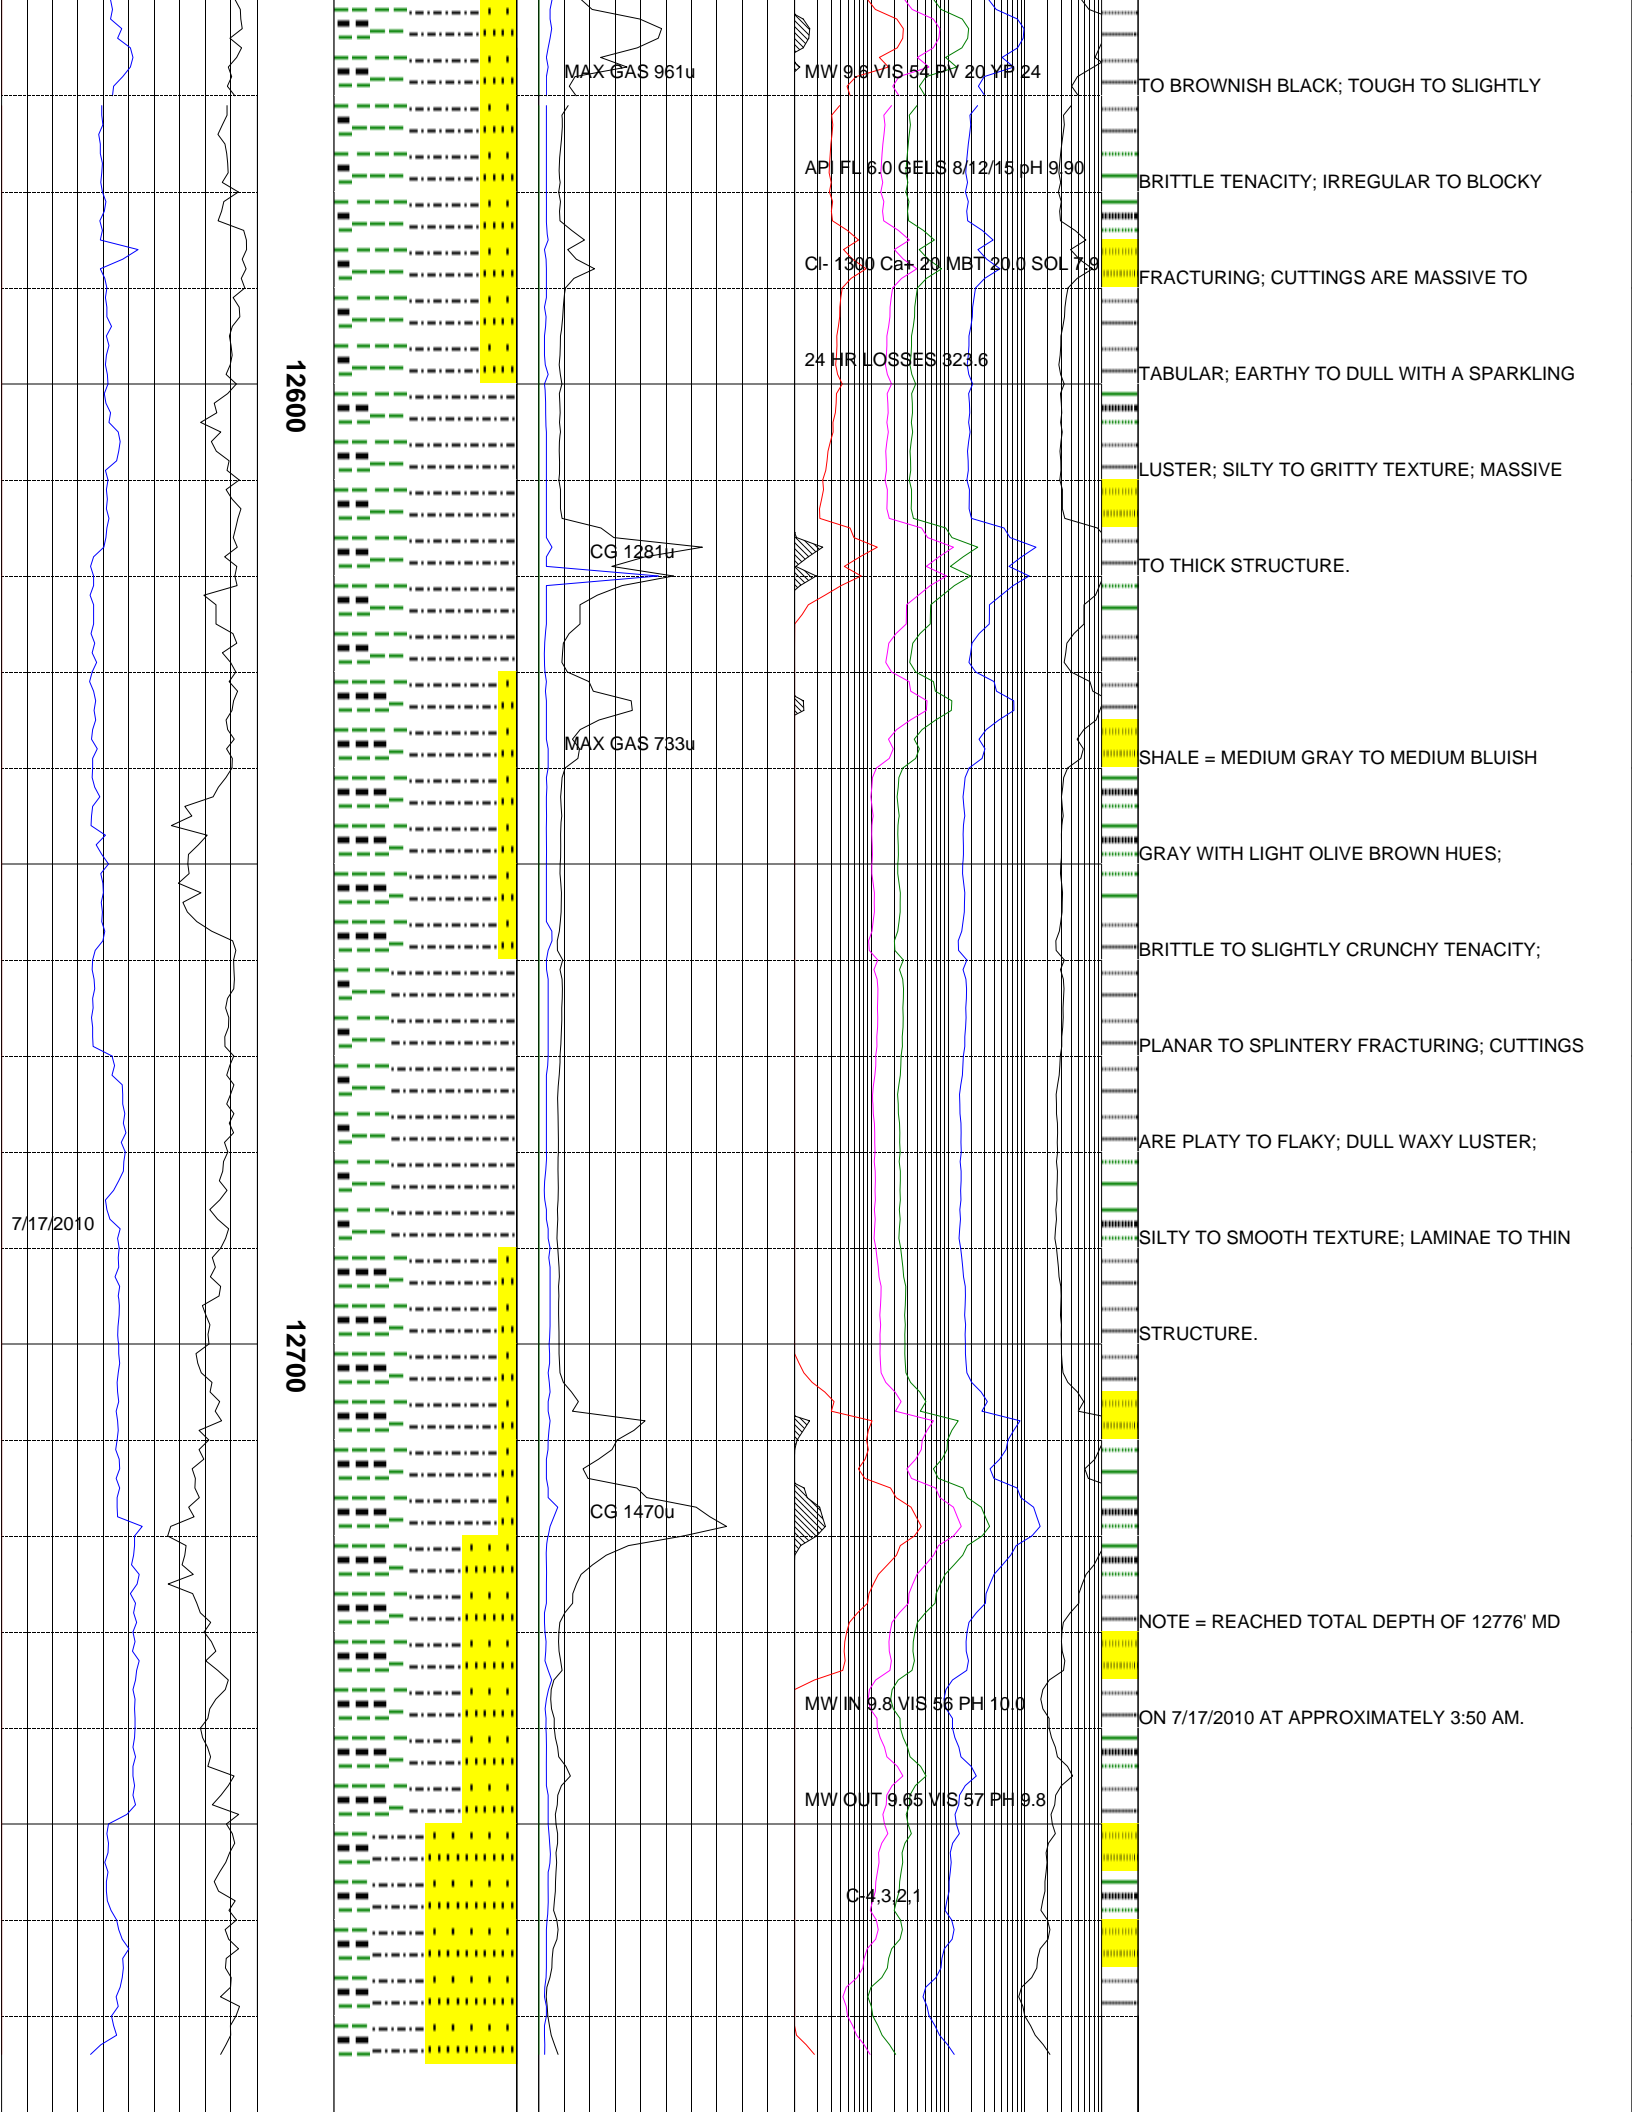 MAX GAS 961u
MW 9.6 VIS 54 PV 20 YP 24
TO BROWNISH BLACK; TOUGH TO SLIGHTLY
API FL 6.0 GELS 8/12/15 pH 9.90
BRITTLE TENACITY; IRREGULAR TO BLOCKY
Cl- 1300 Ca+ 20 MBT 20.0 SOL 7.9
FRACTURING; CUTTINGS ARE MASSIVE TO
24 HR LOSSES 323.6
12600
TABULAR; EARTHY TO DULL WITH A SPARKLING
LUSTER; SILTY TO GRITTY TEXTURE; MASSIVE
CG 1281u
TO THICK STRUCTURE.
MAX GAS 733u
SHALE = MEDIUM GRAY TO MEDIUM BLUISH
GRAY WITH LIGHT OLIVE BROWN HUES;
BRITTLE TO SLIGHTLY CRUNCHY TENACITY;
PLANAR TO SPLINTERY FRACTURING; CUTTINGS
ARE PLATY TO FLAKY; DULL WAXY LUSTER;
7/17/2010
SILTY TO SMOOTH TEXTURE; LAMINAE TO THIN
12700
STRUCTURE.
CG 1470u
NOTE = REACHED TOTAL DEPTH OF 12776' MD
MW IN 9.8 VIS 56 PH 10.0
ON 7/17/2010 AT APPROXIMATELY 3:50 AM.
MW OUT 9.65 VIS 57 PH 9.8
C-4,3,2,1